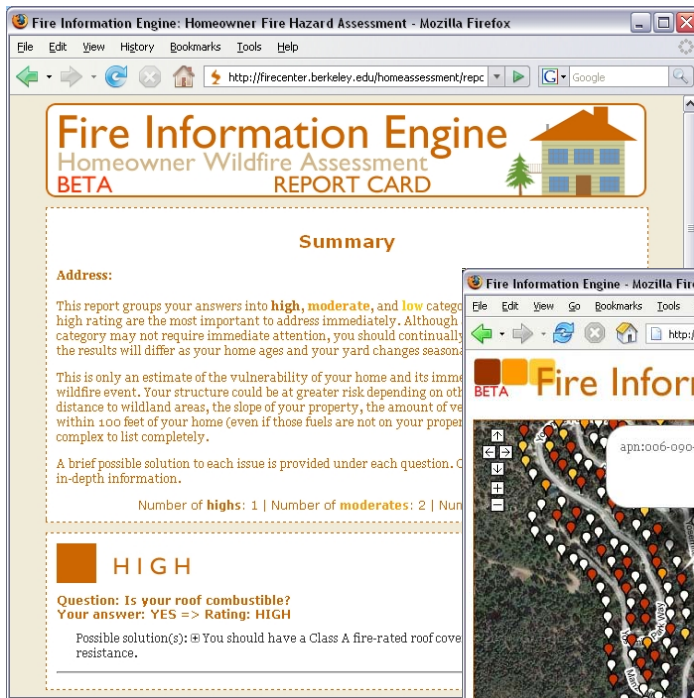 Fire Information Engine: Homeowner Fire Hazard Assessment - Mozilla Firefox
File Edit View History Bookmarks Tools Help
http://firecenter.berkeley.edu/homeassessment/repc
G Google
Fire Information Engine
Homeowner Wildfire Assessment
BETA REPORT CARD
Summary
Address:
This report groups your answers into high, moderate, and low catego
high rating are the most important to address immediately. Although
category may not require immediate attention, you should continually
the results will differ as your home ages and your yard changes seasona
This is only an estimate of the vulnerability of your home and its imme
wildfire event. Your structure could be at greater risk depending on oth
distance to wildland areas, the slope of your property, the amount of ve
within 100 feet of your home (even if those fuels are not on your proper
complex to list completely.
A brief possible solution to each issue is provided under each question. C
in-depth information.
Number of highs: 1 | Number of moderates: 2 | Num
HIGH
Question: Is your roof combustible?
Your answer: YES => Rating: HIGH
Possible solution(s): You should have a Class A fire-rated roof cove
resistance.
Fire Information Engine - Mozilla Fire
File Edit View Go Bookmarks Tools
http:/
BETA
Fire Inform
apn:006-090-
Park Way